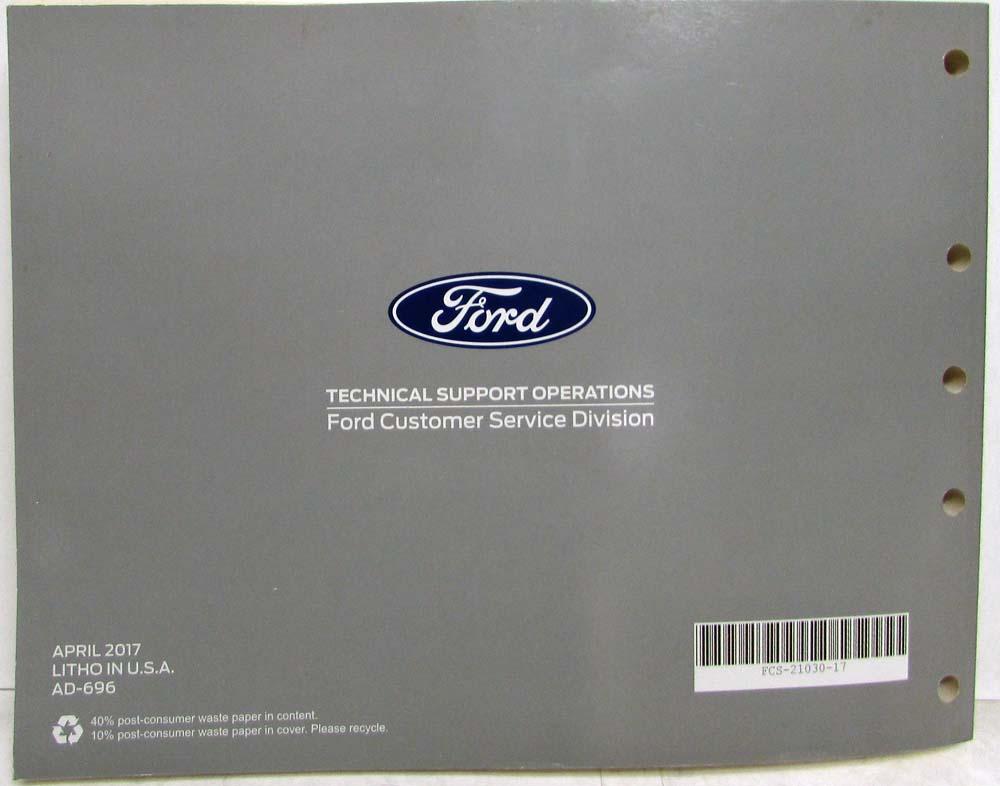 Ford
TECHNICAL SUPPORT OPERATIONS
Ford Customer Service Division
APRIL 2017
LITHO IN U.S.A.
AD-696
40% post-consumer waste paper in content.
10% post-consumer waste paper in cover. Please recycle.
FCS-21030-17